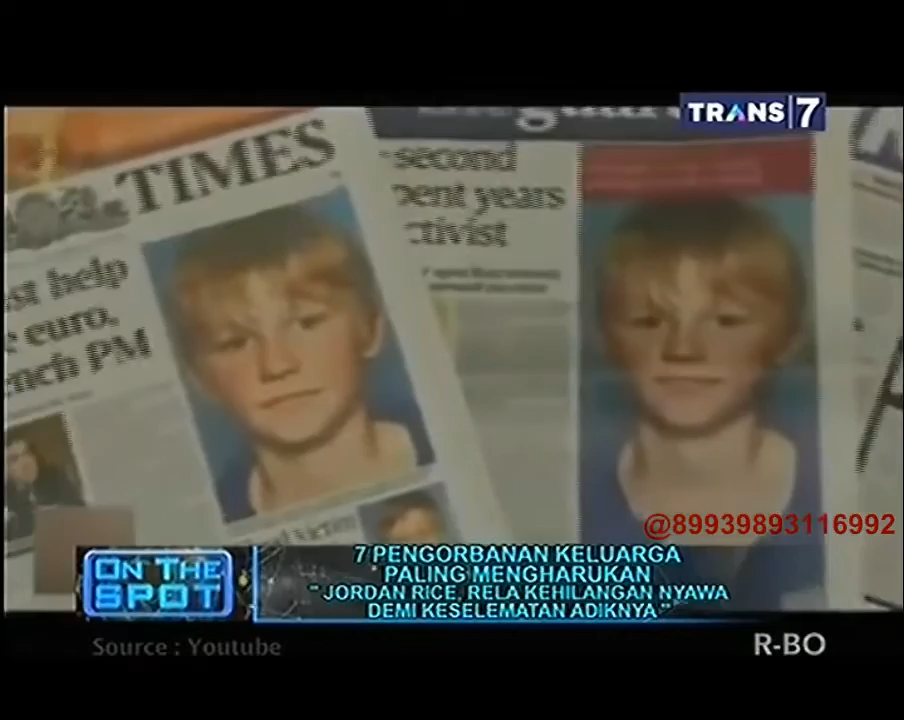 TRANS|7
TIMES
second
ent years
ctivist
st help
euro.
nch PM
@89939893116992
7 PENGORBANAN KELUARGA
PALING MENGHARUKAN
" JORDAN RICE, RELA KEHILANGAN NYAWA
DEMI KESELEMATAN ADIKNYA "
ON THE
SPOT
Source : Youtube
R-BO